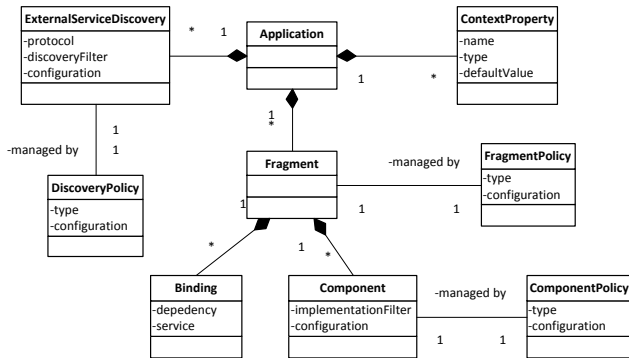 ExternalServiceDiscovery
-protocol
-discoveryFilter
-configuration
*
1
Application
ContextProperty
-name
-type
-defaultValue
1
*
1
*
1
-managed by
1
Fragment
-managed by
FragmentPolicy
-type
-configuration
DiscoveryPolicy
-type
-configuration
1
1
1
*
1
*
Binding
-depedency
-service
Component
-implementationFilter
-configuration
-managed by
ComponentPolicy
-type
-configuration
1
1